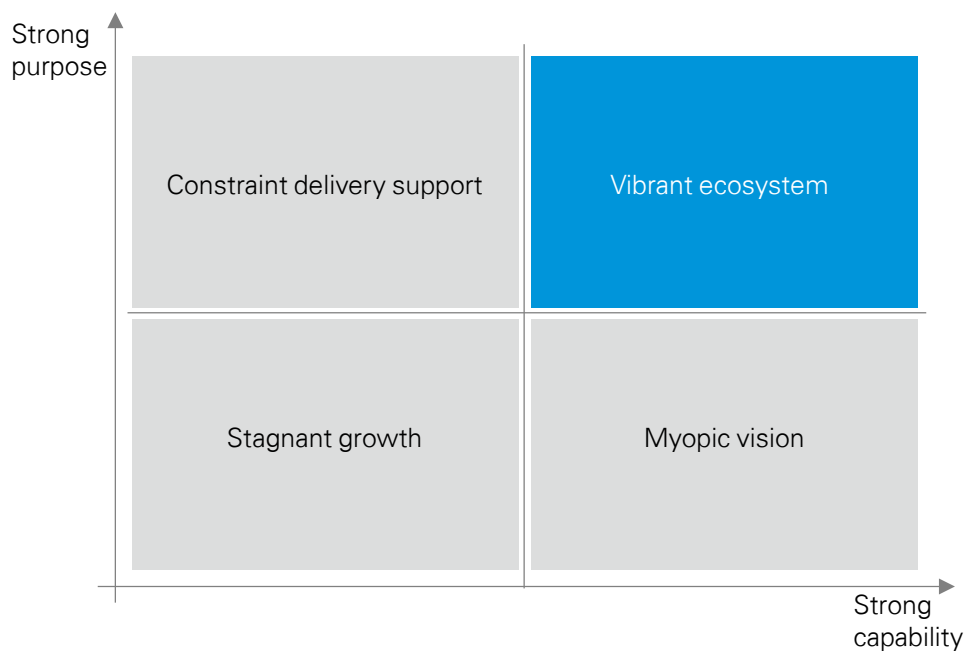 Strong
purpose
Constraint delivery support
Vibrant ecosystem
Stagnant growth
Myopic vision
Strong
capability